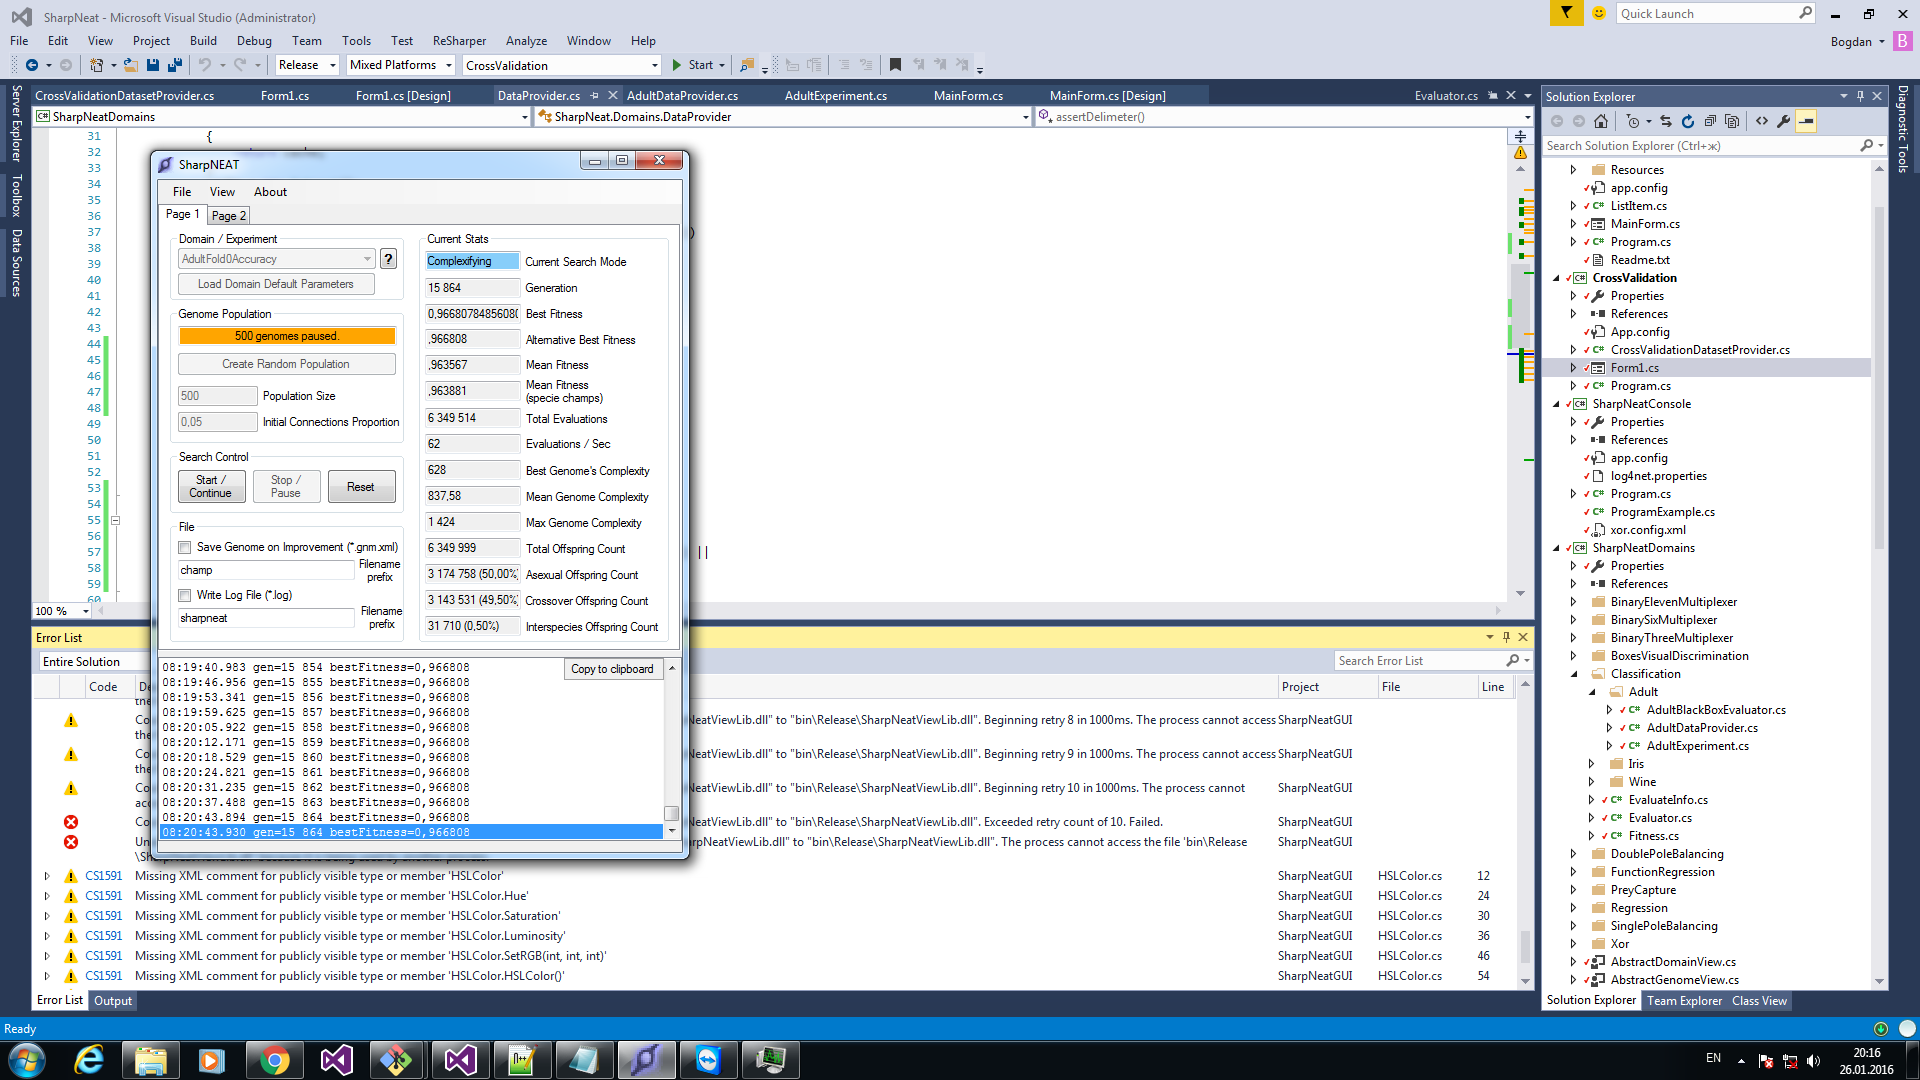 SharpNeat - Microsoft Visual Studio (Administrator)
Quick Launch
File Edit View Project Build Debug Team Tools Test ReSharper Analyze Window Help
Bogdan B
Release Mixed Platforms CrossValidation Start
CrossValidationDatasetProvider.cs Form1.cs Form1.cs [Design] DataProvider.cs AdultDataProvider.cs AdultExperiment.cs MainForm.cs MainForm.cs [Design] Evaluator.cs
SharpNeatDomains SharpNeat.Domains.DataProvider assertDelimeter()
Server Explorer
Toolbox
Data Sources
31 {
32
33
34
35
36
37 )
38
39
40
41
42
43
44
45
46
47
48
49
50
51
52
53
54
55
56
57 ||
58
59
60
100 %
SharpNEAT
File View About
Page 1 Page 2
Domain / Experiment
AdultFold0Accuracy ?
Load Domain Default Parameters
Genome Population
500 genomes paused.
Create Random Population
500 Population Size
0,05 Initial Connections Proportion
Search Control
Start / Continue
Stop / Pause
Reset
File
Save Genome on Improvement (*.gnm.xml)
champ Filename prefix
Write Log File (*.log)
sharpneat Filename prefix
Current Stats
Complexifying Current Search Mode
15 864 Generation
0,9668078485608 Best Fitness
,966808 Alternative Best Fitness
,963567 Mean Fitness
,963881 Mean Fitness (specie champs)
6 349 514 Total Evaluations
62 Evaluations / Sec
628 Best Genome's Complexity
837,58 Mean Genome Complexity
1 424 Max Genome Complexity
6 349 999 Total Offspring Count
3 174 758 (50,00%) Asexual Offspring Count
3 143 531 (49,50%) Crossover Offspring Count
31 710 (0,50%) Interspecies Offspring Count
Copy to clipboard
08:19:40.983 gen=15 854 bestFitness=0,966808
08:19:46.956 gen=15 855 bestFitness=0,966808
08:19:53.341 gen=15 856 bestFitness=0,966808
08:19:59.625 gen=15 857 bestFitness=0,966808
08:20:05.922 gen=15 858 bestFitness=0,966808
08:20:12.171 gen=15 859 bestFitness=0,966808
08:20:18.529 gen=15 860 bestFitness=0,966808
08:20:24.821 gen=15 861 bestFitness=0,966808
08:20:31.235 gen=15 862 bestFitness=0,966808
08:20:37.488 gen=15 863 bestFitness=0,966808
08:20:43.894 gen=15 864 bestFitness=0,966808
08:20:43.930 gen=15 864 bestFitness=0,966808
Error List
Entire Solution
Search Error List
Code De Project File Line
the
Co NeatViewLib.dll" to "bin\Release\SharpNeatViewLib.dll". Beginning retry 8 in 1000ms. The process cannot access SharpNeatGUI
the
Co NeatViewLib.dll" to "bin\Release\SharpNeatViewLib.dll". Beginning retry 9 in 1000ms. The process cannot access SharpNeatGUI
the
Co NeatViewLib.dll" to "bin\Release\SharpNeatViewLib.dll". Beginning retry 10 in 1000ms. The process cannot SharpNeatGUI
acc
Co NeatViewLib.dll" to "bin\Release\SharpNeatViewLib.dll". Exceeded retry count of 10. Failed. SharpNeatGUI
Un rpNeatViewLib.dll" to "bin\Release\SharpNeatViewLib.dll". The process cannot access the file 'bin\Release SharpNeatGUI
CS1591 Missing XML comment for publicly visible type or member 'HSLColor' SharpNeatGUI HSLColor.cs 12
CS1591 Missing XML comment for publicly visible type or member 'HSLColor.Hue' SharpNeatGUI HSLColor.cs 24
CS1591 Missing XML comment for publicly visible type or member 'HSLColor.Saturation' SharpNeatGUI HSLColor.cs 30
CS1591 Missing XML comment for publicly visible type or member 'HSLColor.Luminosity' SharpNeatGUI HSLColor.cs 36
CS1591 Missing XML comment for publicly visible type or member 'HSLColor.SetRGB(int, int, int)' SharpNeatGUI HSLColor.cs 46
CS1591 Missing XML comment for publicly visible type or member 'HSLColor.HSLColor()' SharpNeatGUI HSLColor.cs 54
Error List Output
Solution Explorer
Search Solution Explorer (Ctrl+ж)
Resources
app.config
ListItem.cs
MainForm.cs
Program.cs
Readme.txt
CrossValidation
Properties
References
App.config
CrossValidationDatasetProvider.cs
Form1.cs
Program.cs
SharpNeatConsole
Properties
References
app.config
log4net.properties
Program.cs
ProgramExample.cs
xor.config.xml
SharpNeatDomains
Properties
References
BinaryElevenMultiplexer
BinarySixMultiplexer
BinaryThreeMultiplexer
BoxesVisualDiscrimination
Classification
Adult
AdultBlackBoxEvaluator.cs
AdultDataProvider.cs
AdultExperiment.cs
Iris
Wine
EvaluateInfo.cs
Evaluator.cs
Fitness.cs
DoublePoleBalancing
FunctionRegression
PreyCapture
Regression
SinglePoleBalancing
Xor
AbstractDomainView.cs
AbstractGenomeView.cs
Solution Explorer Team Explorer Class View
Diagnostic Tools
Ready
EN
20:16
26.01.2016